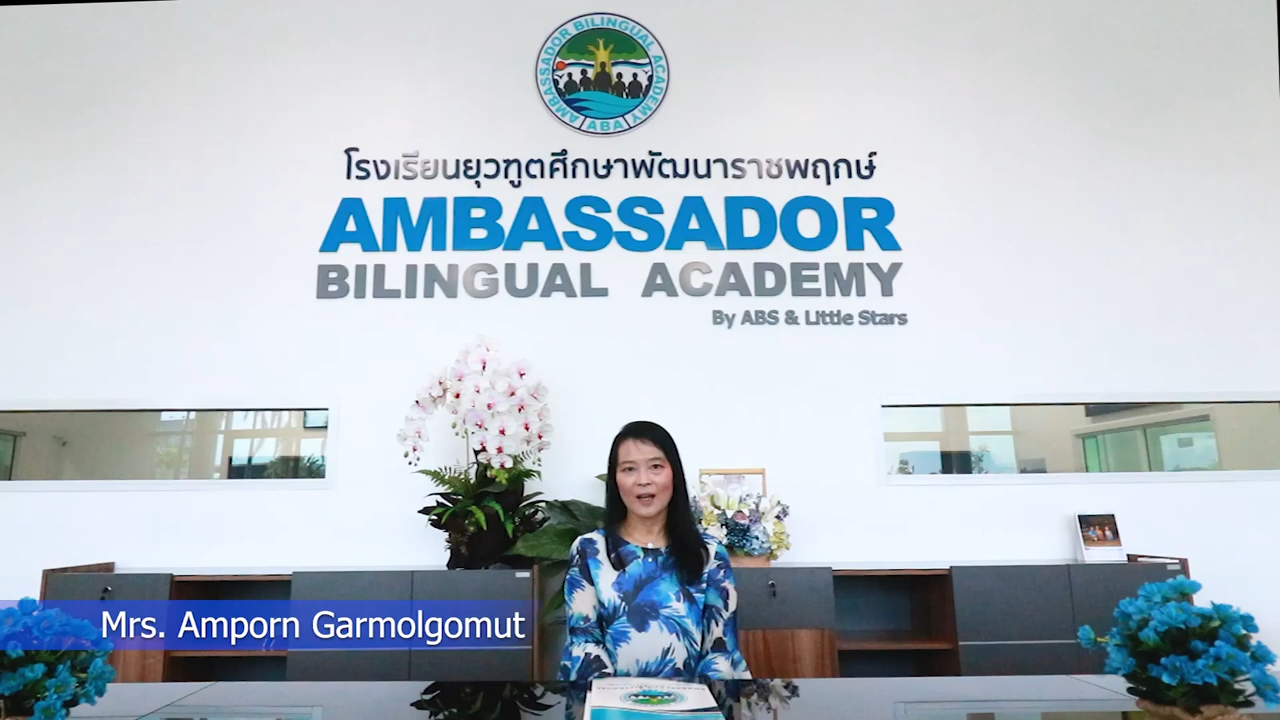 AMBASSADOR BILINGUAL ACADEMY
ABA
โรงเรียนยุวฑูตศึกษาพัฒนาราชพฤกษ์
AMBASSADOR
BILINGUAL ACADEMY
By ABS & Little Stars
Mrs. Amporn Garmolgomut